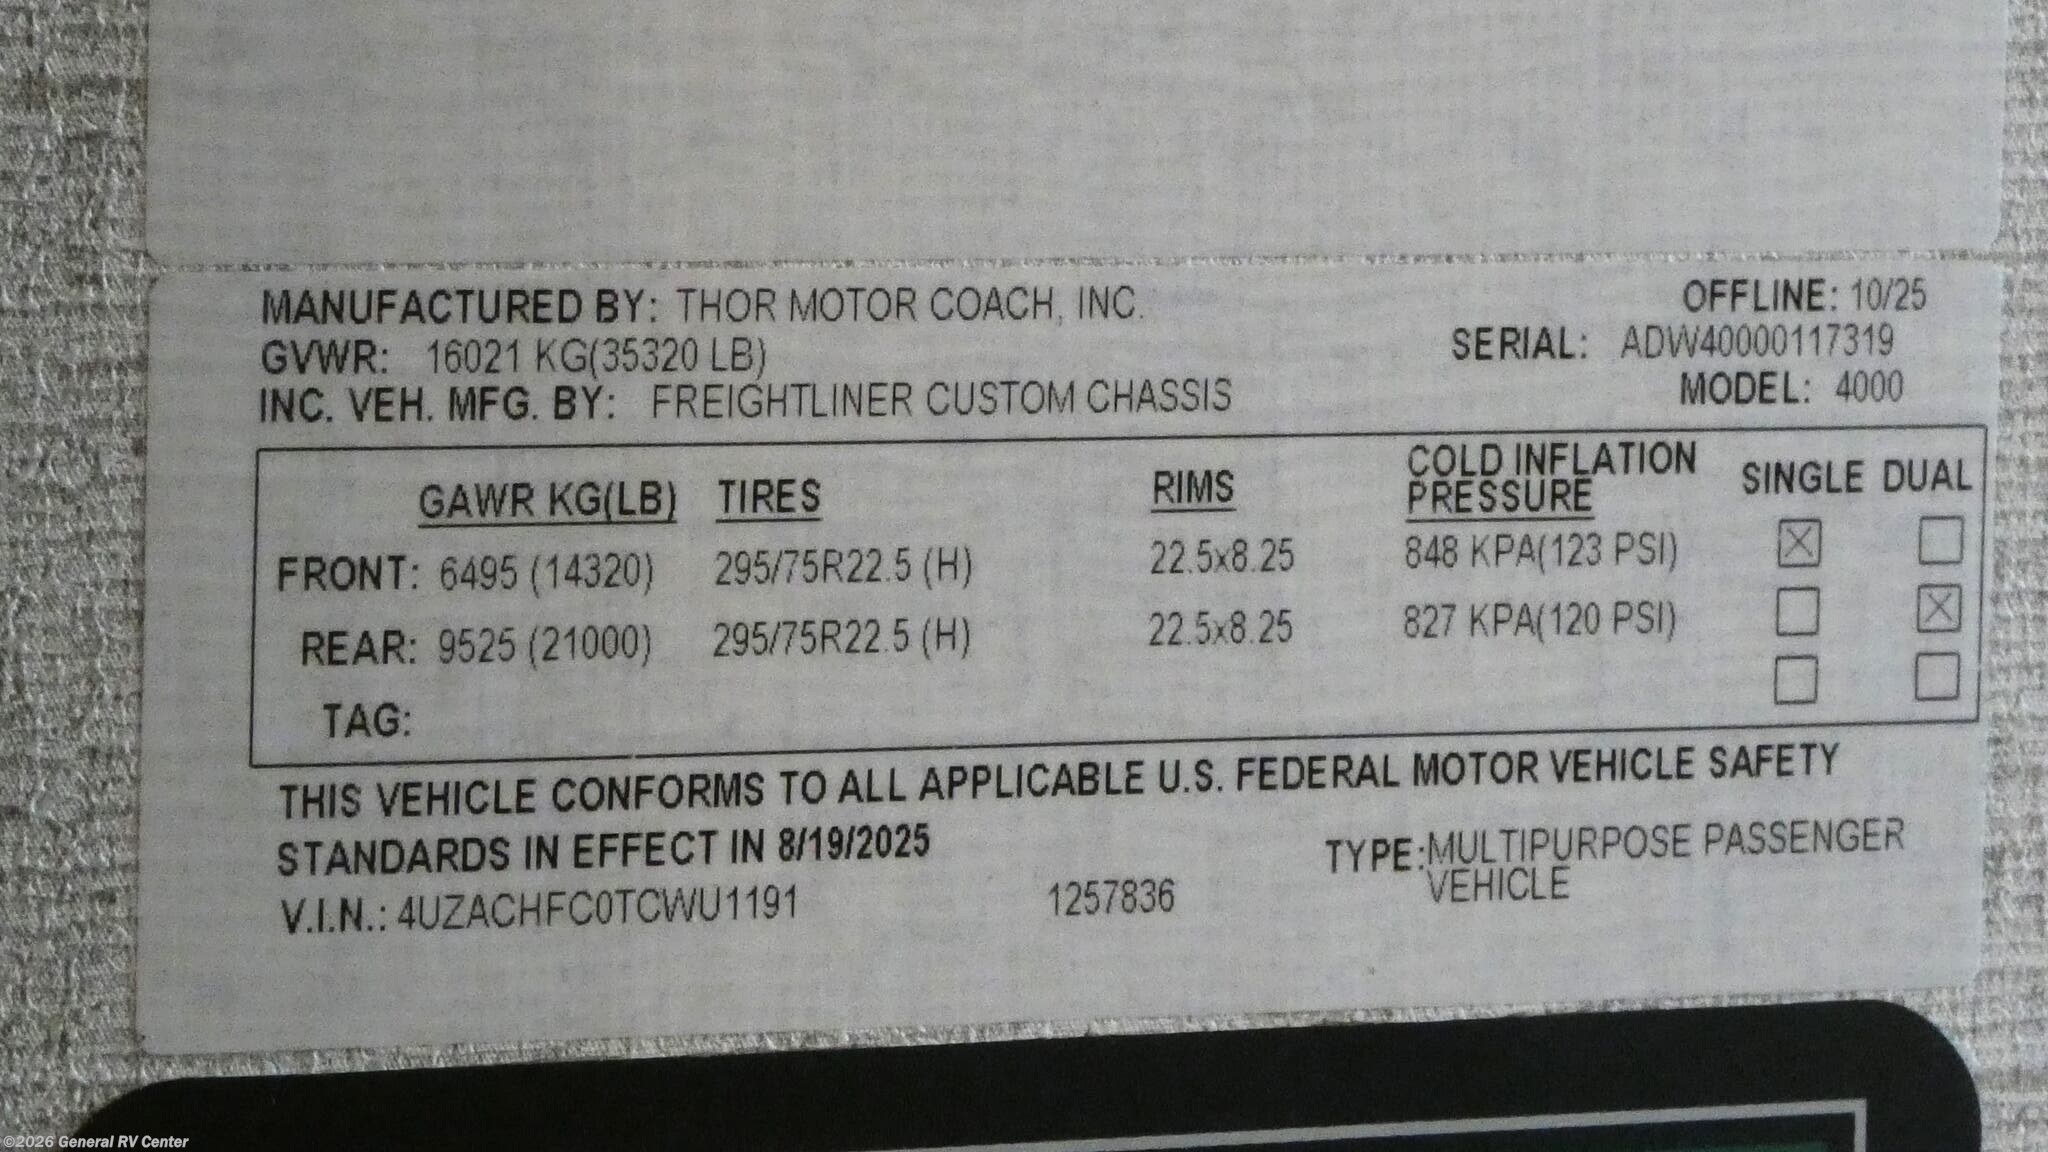 MANUFACTURED BY: THOR MOTOR COACH, INC. OFFLINE: 10/25
GVWR: 16021 KG(35320 LB) SERIAL: ADW40000117319
INC. VEH. MFG. BY: FREIGHTLINER CUSTOM CHASSIS MODEL: 4000
GAWR KG(LB) TIRES RIMS COLD INFLATION PRESSURE SINGLE DUAL
FRONT: 6495 (14320) 295/75R22.5 (H) 22.5x8.25 848 KPA(123 PSI)
REAR: 9525 (21000) 295/75R22.5 (H) 22.5x8.25 827 KPA(120 PSI)
TAG:
THIS VEHICLE CONFORMS TO ALL APPLICABLE U.S. FEDERAL MOTOR VEHICLE SAFETY
STANDARDS IN EFFECT IN 8/19/2025
TYPE: MULTIPURPOSE PASSENGER VEHICLE
V.I.N.: 4UZACHFC0TCWU1191 1257836
©2026 General RV Center